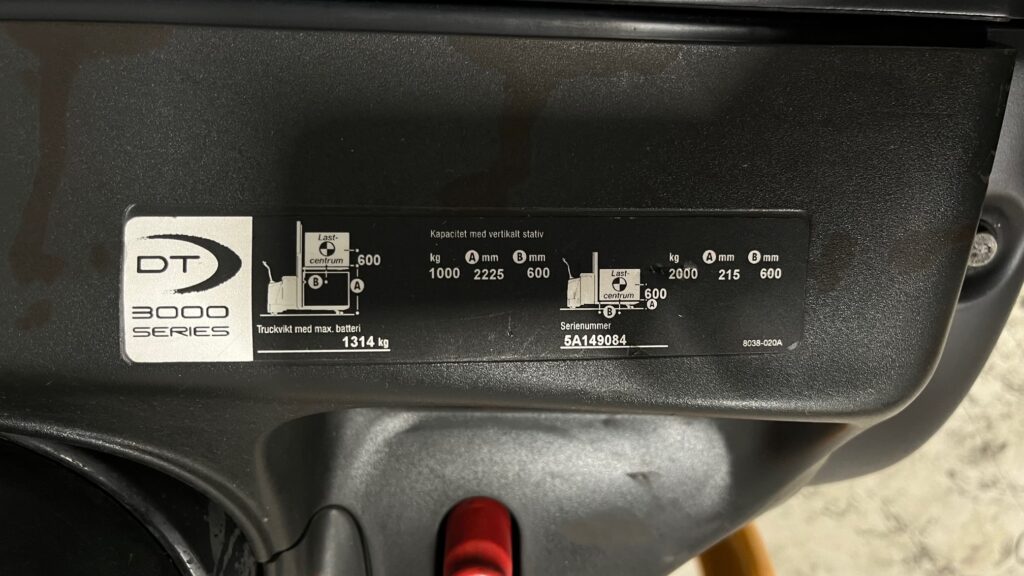 DT
3000
SERIES
Last-
centrum
600
B
A
Truckvikt med max. batteri
1314 kg
Kapacitet med vertikalt stativ
kg A mm B mm
1000 2225 600
Last-
centrum
600
B
A
kg A mm B mm
2000 215 600
Serienummer
5A149084
8038-020A